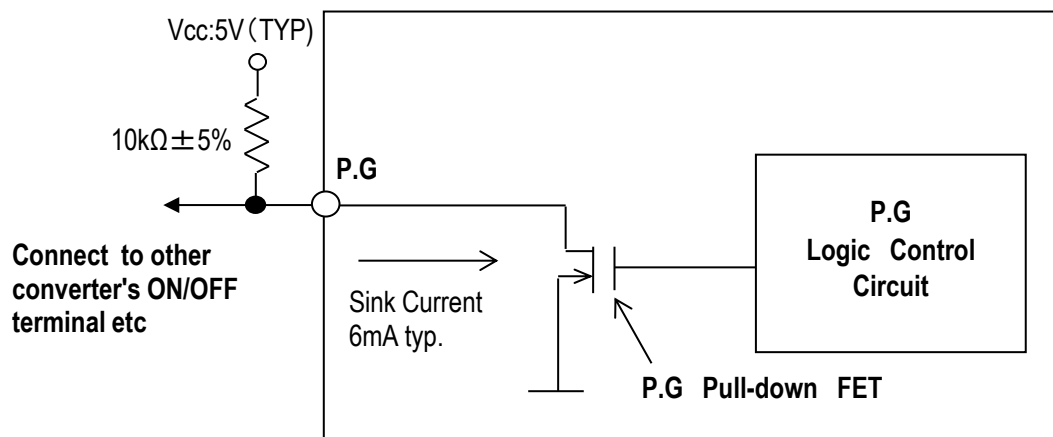 Vcc:5V(TYP)
10kΩ±5%
P.G
Connect to other
converter's ON/OFF
terminal etc
Sink Current
6mA typ.
P.G
Logic Control
Circuit
P.G Pull-down FET